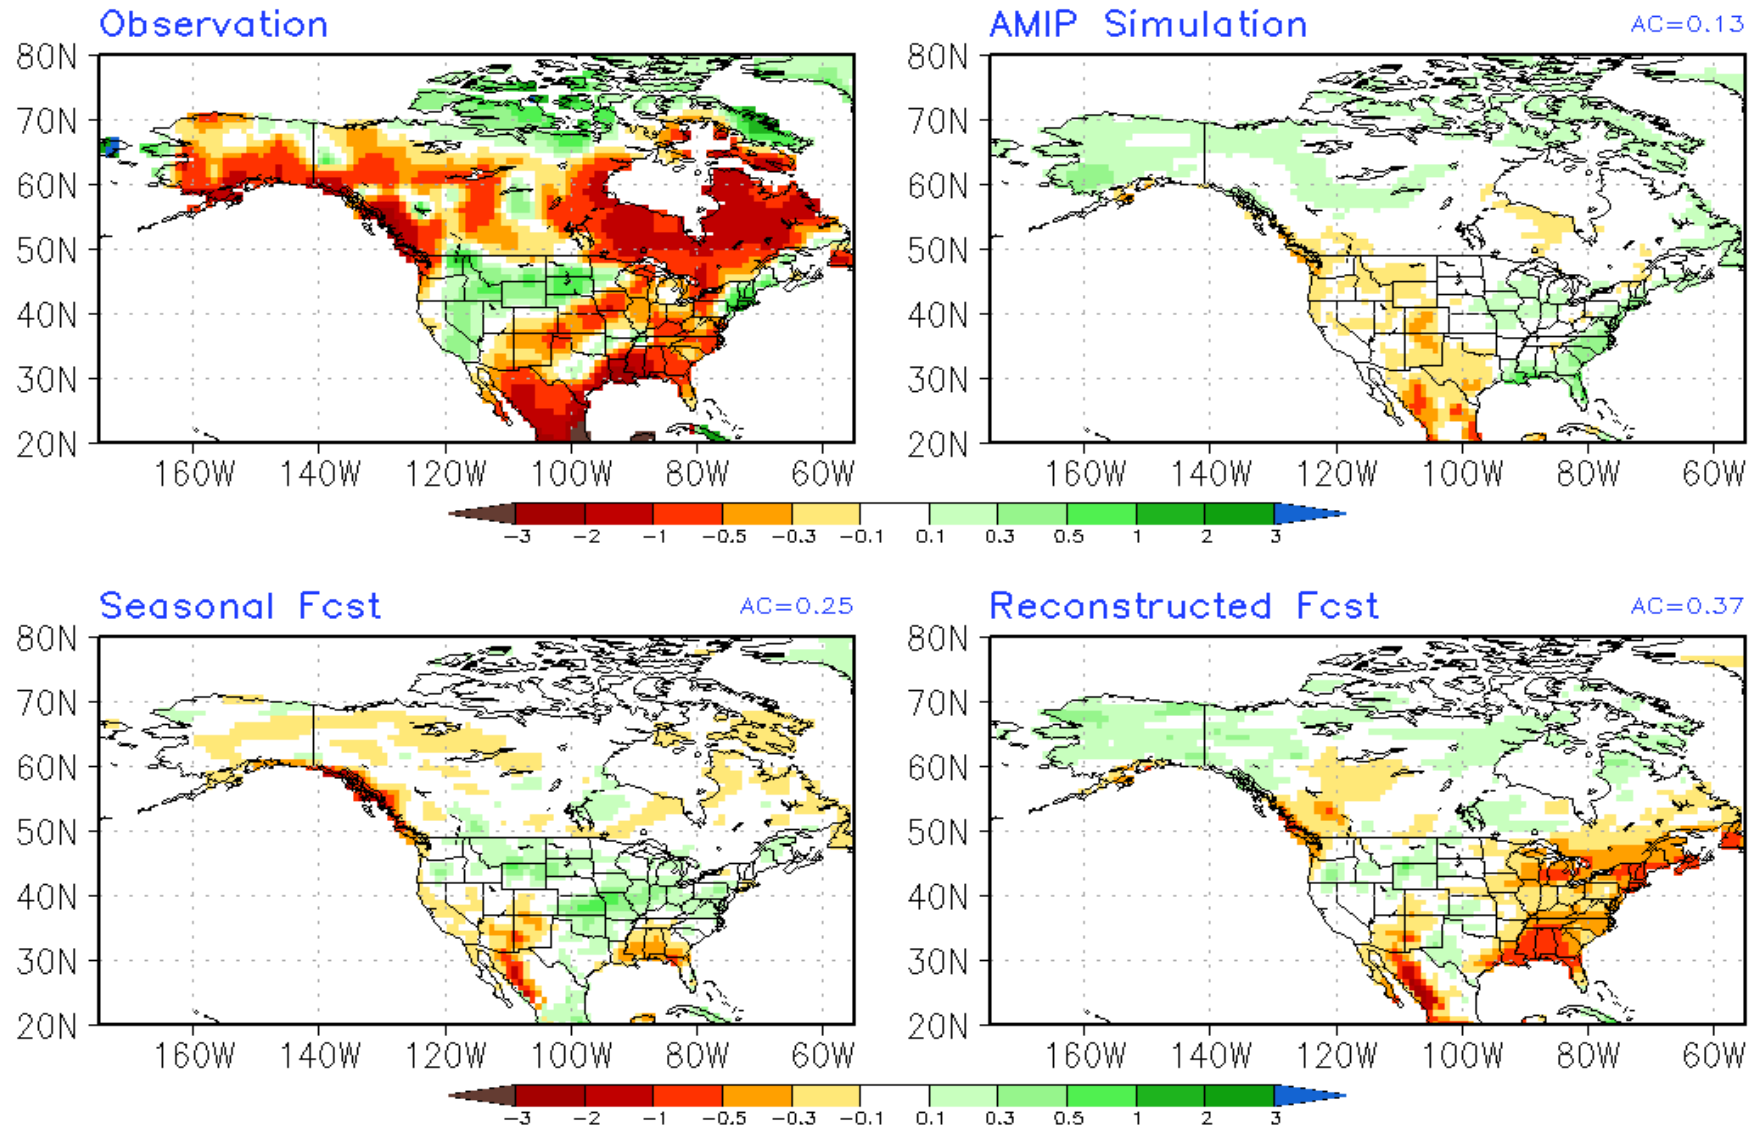 Observation
AMIP Simulation AC=0.13
80N 80N
70N 70N
60N 60N
50N 50N
40N 40N
30N 30N
20N 20N
160W 140W 120W 100W 80W 60W 160W 140W 120W 100W 80W 60W
-3 -2 -1 -0.5 -0.3 -0.1 0.1 0.3 0.5 1 2 3
Seasonal Fcst AC=0.25
Reconstructed Fcst AC=0.37
80N 80N
70N 70N
60N 60N
50N 50N
40N 40N
30N 30N
20N 20N
160W 140W 120W 100W 80W 60W 160W 140W 120W 100W 80W 60W
-3 -2 -1 -0.5 -0.3 -0.1 0.1 0.3 0.5 1 2 3